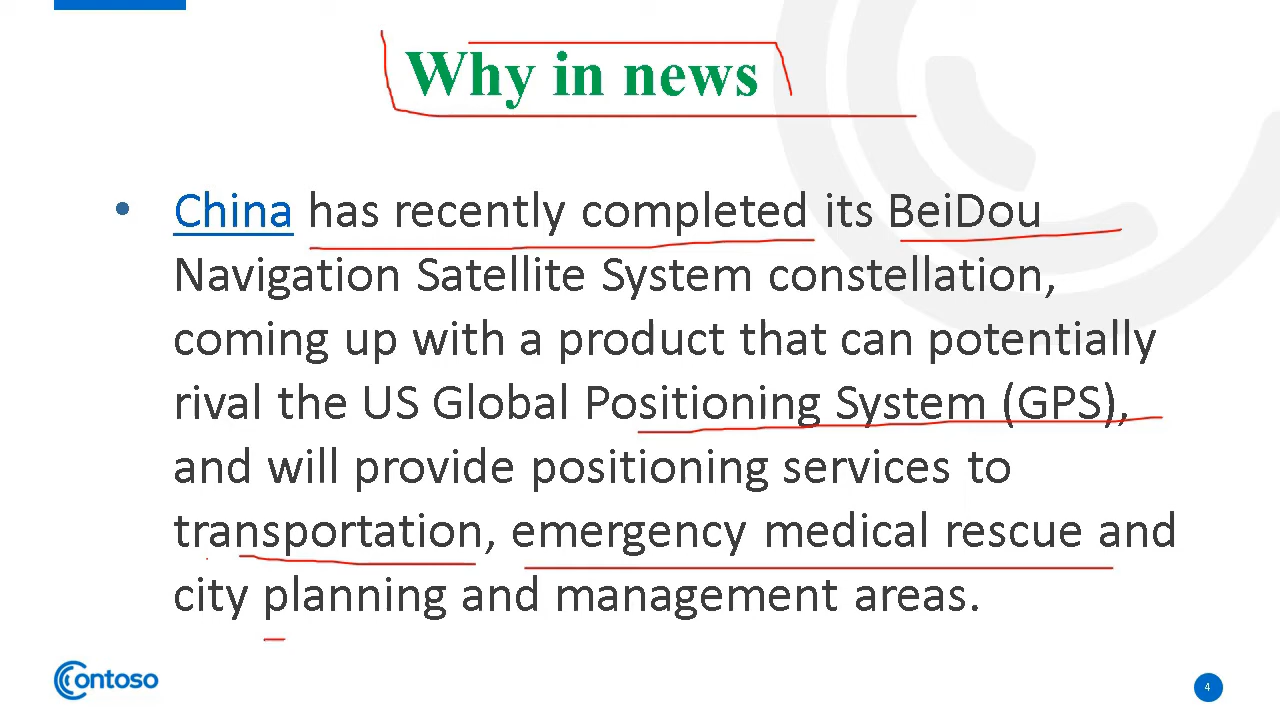 Why in news
• China has recently completed its BeiDou
Navigation Satellite System constellation,
coming up with a product that can potentially
rival the US Global Positioning System (GPS),
and will provide positioning services to
transportation, emergency medical rescue and
city planning and management areas.
Contoso
4